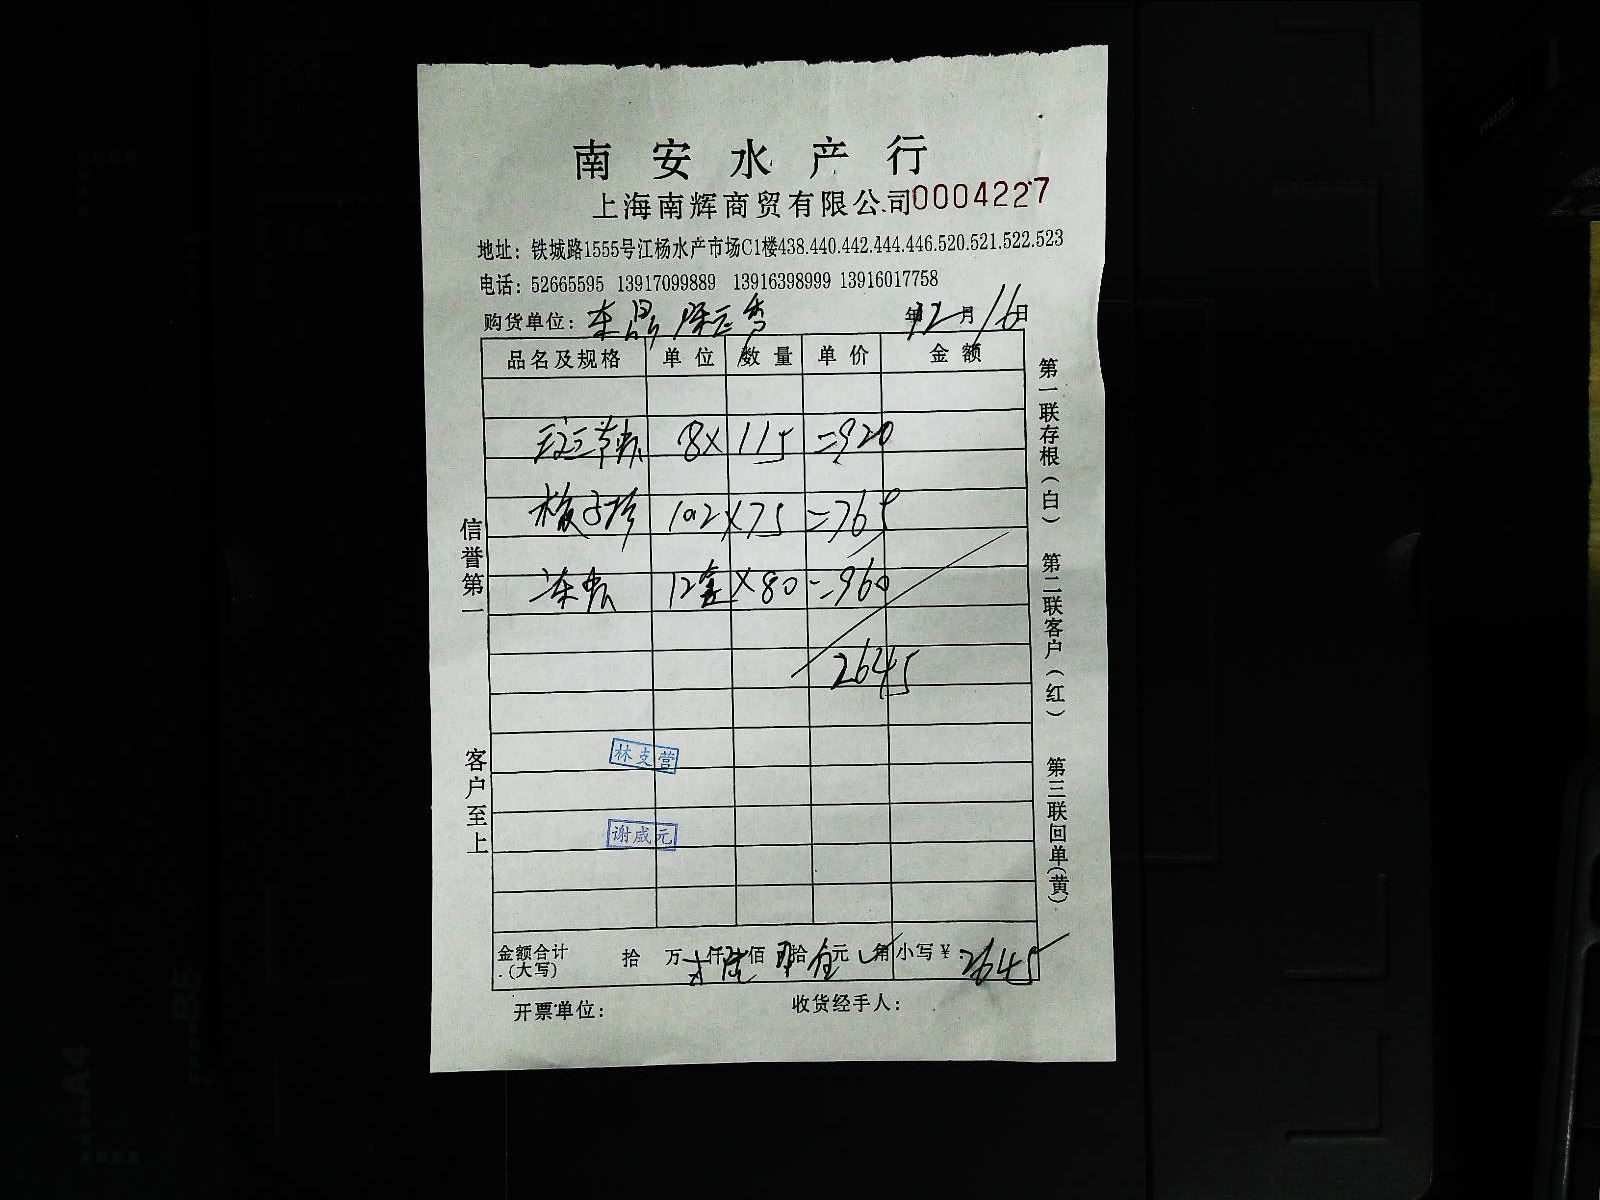 南安水产行
上海南辉商贸有限公司0004227
地址：铁城路1555号江杨水产市场C1楼438.440.442.444.446.520.521.522.523
电话：52665595 13917099889 13916398999 13916017758
购货单位： 年12月16日
品名及规格 单位 数量 单价 金额
8×115=920
10.2×75=765
12盒×80=960
2645
林支营
谢咸元
金额合计(大写) 拾 万 仟 佰 拾 元 角 小写¥:2645
开票单位： 收货经手人：
信誉第一
客户至上
第一联存根(白)
第二联客户(红)
第三联回单(黄)